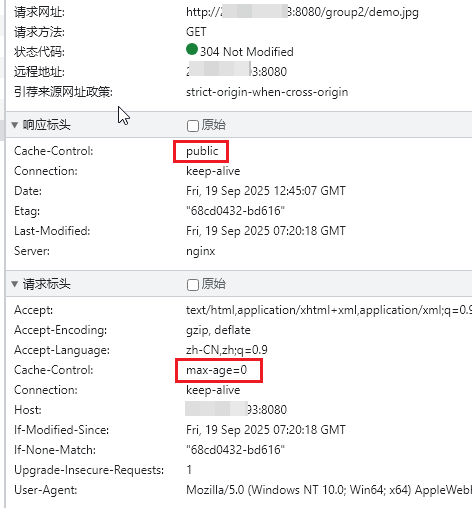 请求网址: http://2 3:8080/group2/demo.jpg
请求方法: GET
状态代码: 304 Not Modified
远程地址: 2 93:8080
引荐来源网址政策: strict-origin-when-cross-origin
▼ 响应标头 原始
Cache-Control: public
Connection: keep-alive
Date: Fri, 19 Sep 2025 12:45:07 GMT
Etag: "68cd0432-bd616"
Last-Modified: Fri, 19 Sep 2025 07:20:18 GMT
Server: nginx
▼ 请求标头 原始
Accept: text/html,application/xhtml+xml,application/xml;q=0.9
Accept-Encoding: gzip, deflate
Accept-Language: zh-CN,zh;q=0.9
Cache-Control: max-age=0
Connection: keep-alive
Host: 93:8080
If-Modified-Since: Fri, 19 Sep 2025 07:20:18 GMT
If-None-Match: "68cd0432-bd616"
Upgrade-Insecure-Requests: 1
User-Agent: Mozilla/5.0 (Windows NT 10.0; Win64; x64) AppleWeb